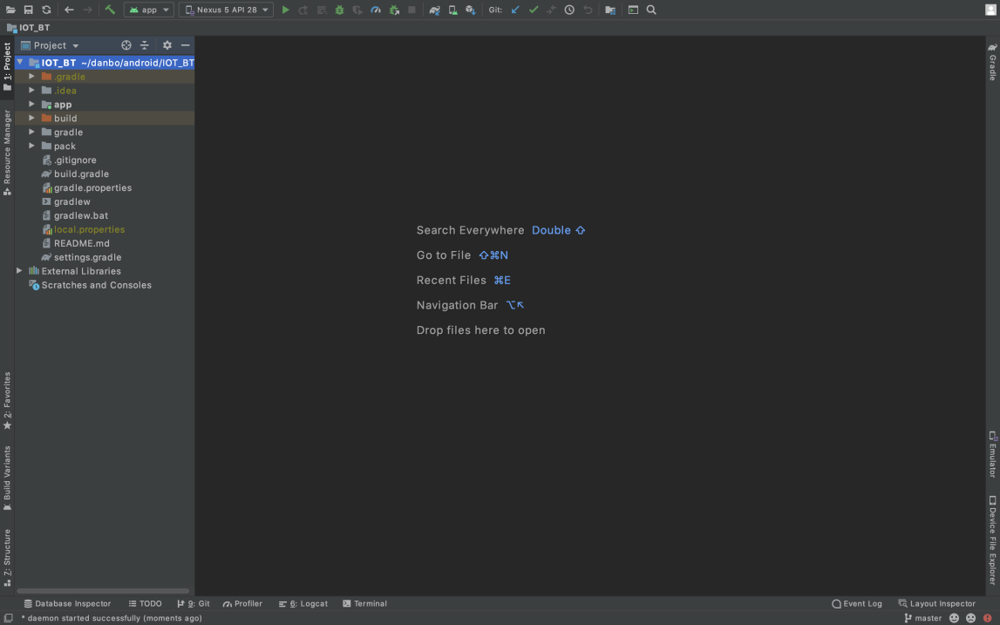 app
Nexus 5 API 28
Git:
IOT_BT
Project
IOT_BT ~/danbo/android/IOT_BT
.gradle
.idea
app
build
gradle
pack
.gitignore
build.gradle
gradle.properties
gradlew
gradlew.bat
local.properties
README.md
settings.gradle
External Libraries
Scratches and Consoles
1: Project
Resource Manager
2: Favorites
Build Variants
Z: Structure
Search Everywhere Double ⇧
Go to File ⇧⌘N
Recent Files ⌘E
Navigation Bar ⌥↖
Drop files here to open
Gradle
Emulator
Device File Explorer
Database Inspector
TODO
9: Git
Profiler
6: Logcat
Terminal
Event Log
Layout Inspector
* daemon started successfully (moments ago)
master